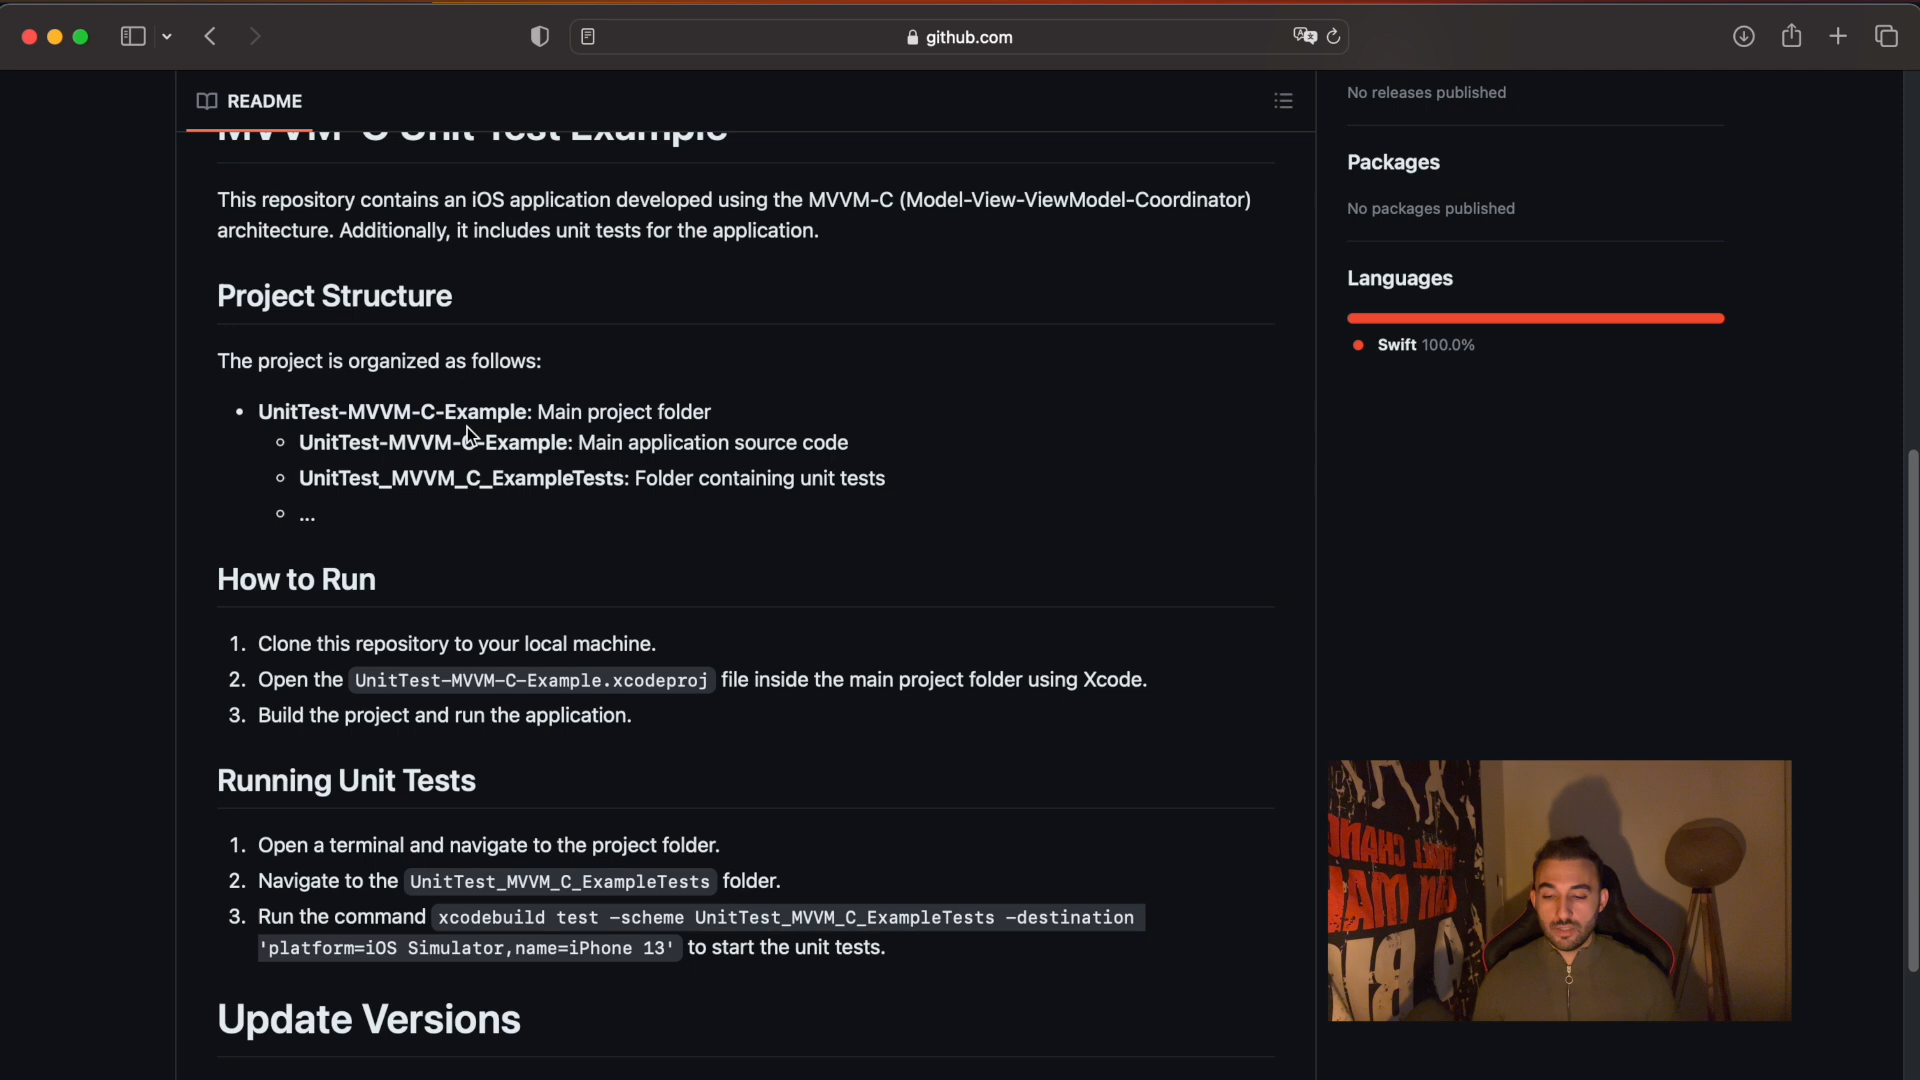 github.com
README
MVVM-C Unit Test Example
This repository contains an iOS application developed using the MVVM-C (Model-View-ViewModel-Coordinator)
architecture. Additionally, it includes unit tests for the application.
Project Structure
The project is organized as follows:
• UnitTest-MVVM-C-Example: Main project folder
◦ UnitTest-MVVM-C-Example: Main application source code
◦ UnitTest_MVVM_C_ExampleTests: Folder containing unit tests
◦ ...
How to Run
1. Clone this repository to your local machine.
2. Open the UnitTest-MVVM-C-Example.xcodeproj file inside the main project folder using Xcode.
3. Build the project and run the application.
Running Unit Tests
1. Open a terminal and navigate to the project folder.
2. Navigate to the UnitTest_MVVM_C_ExampleTests folder.
3. Run the command xcodebuild test -scheme UnitTest_MVVM_C_ExampleTests -destination
'platform=iOS Simulator,name=iPhone 13' to start the unit tests.
Update Versions
No releases published
Packages
No packages published
Languages
Swift 100.0%